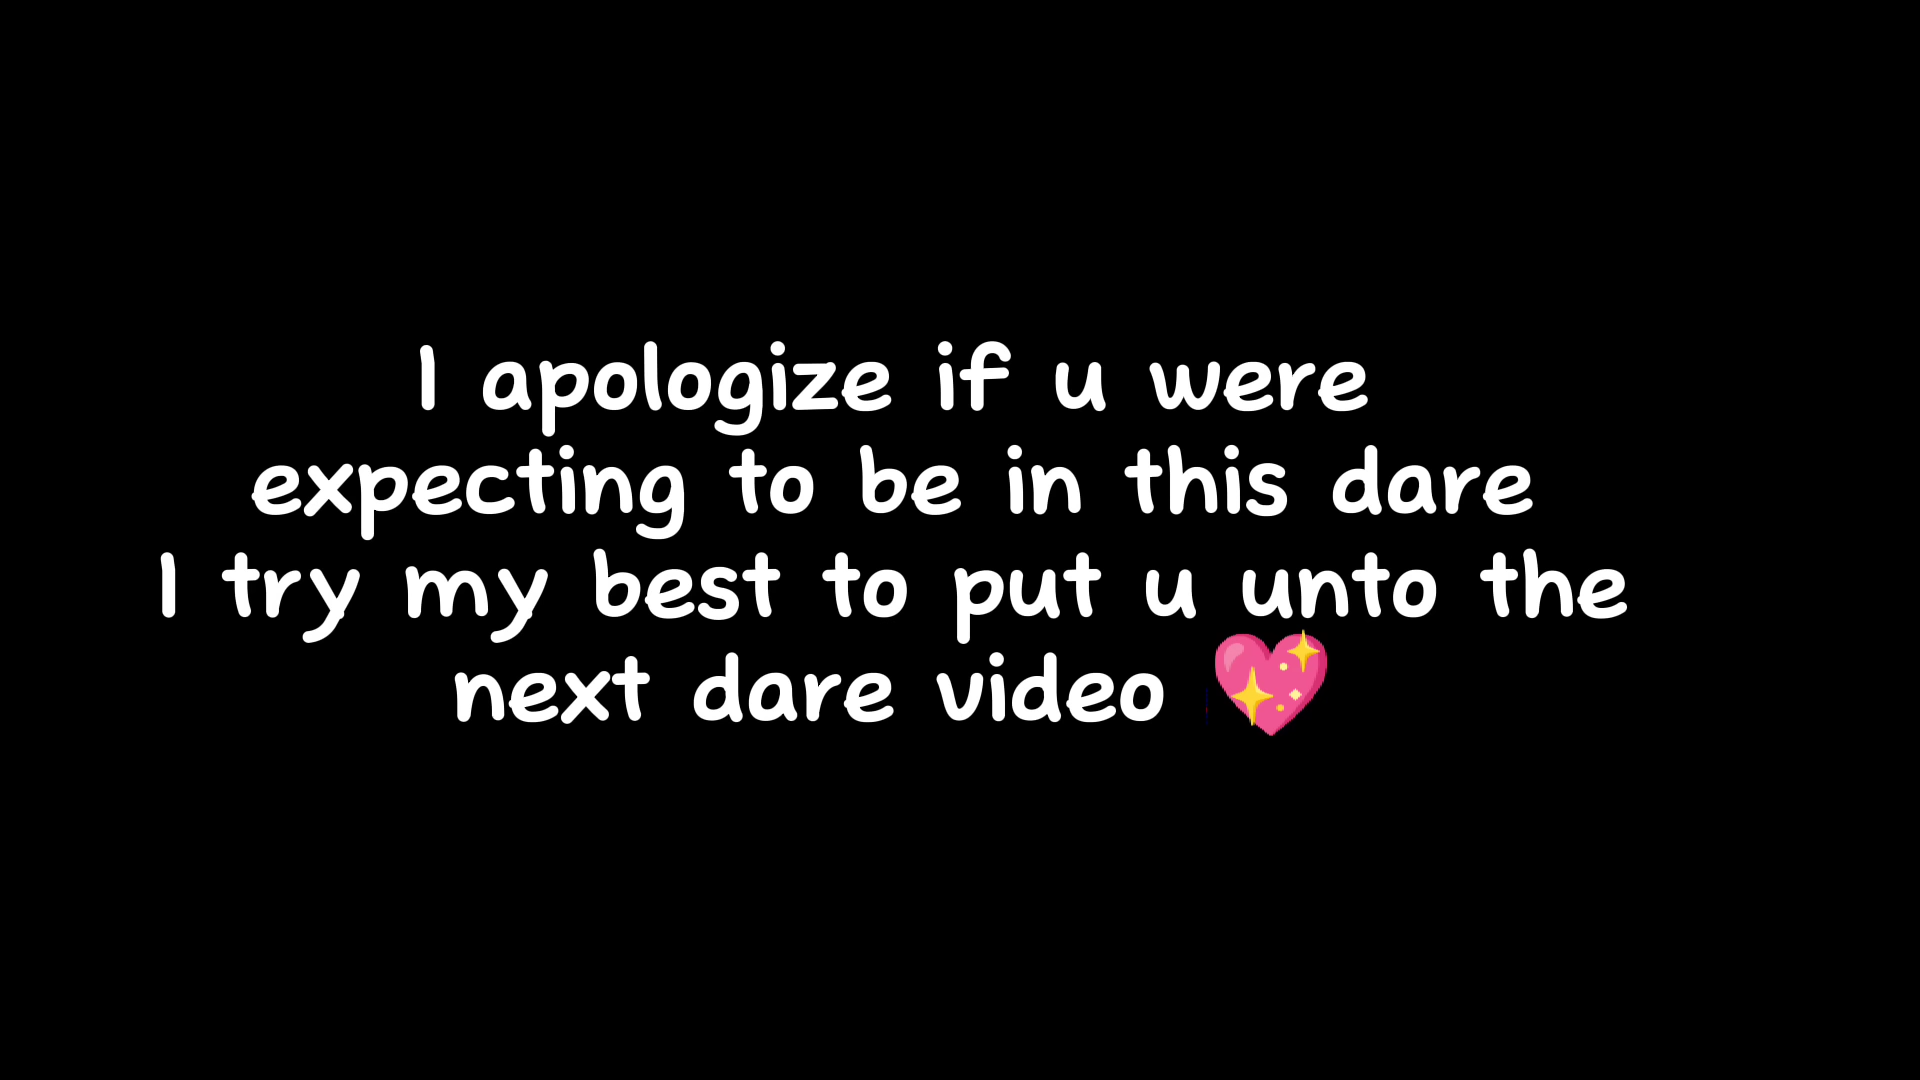 I apologize if u were
expecting to be in this dare
I try my best to put u unto the
next dare video 💖